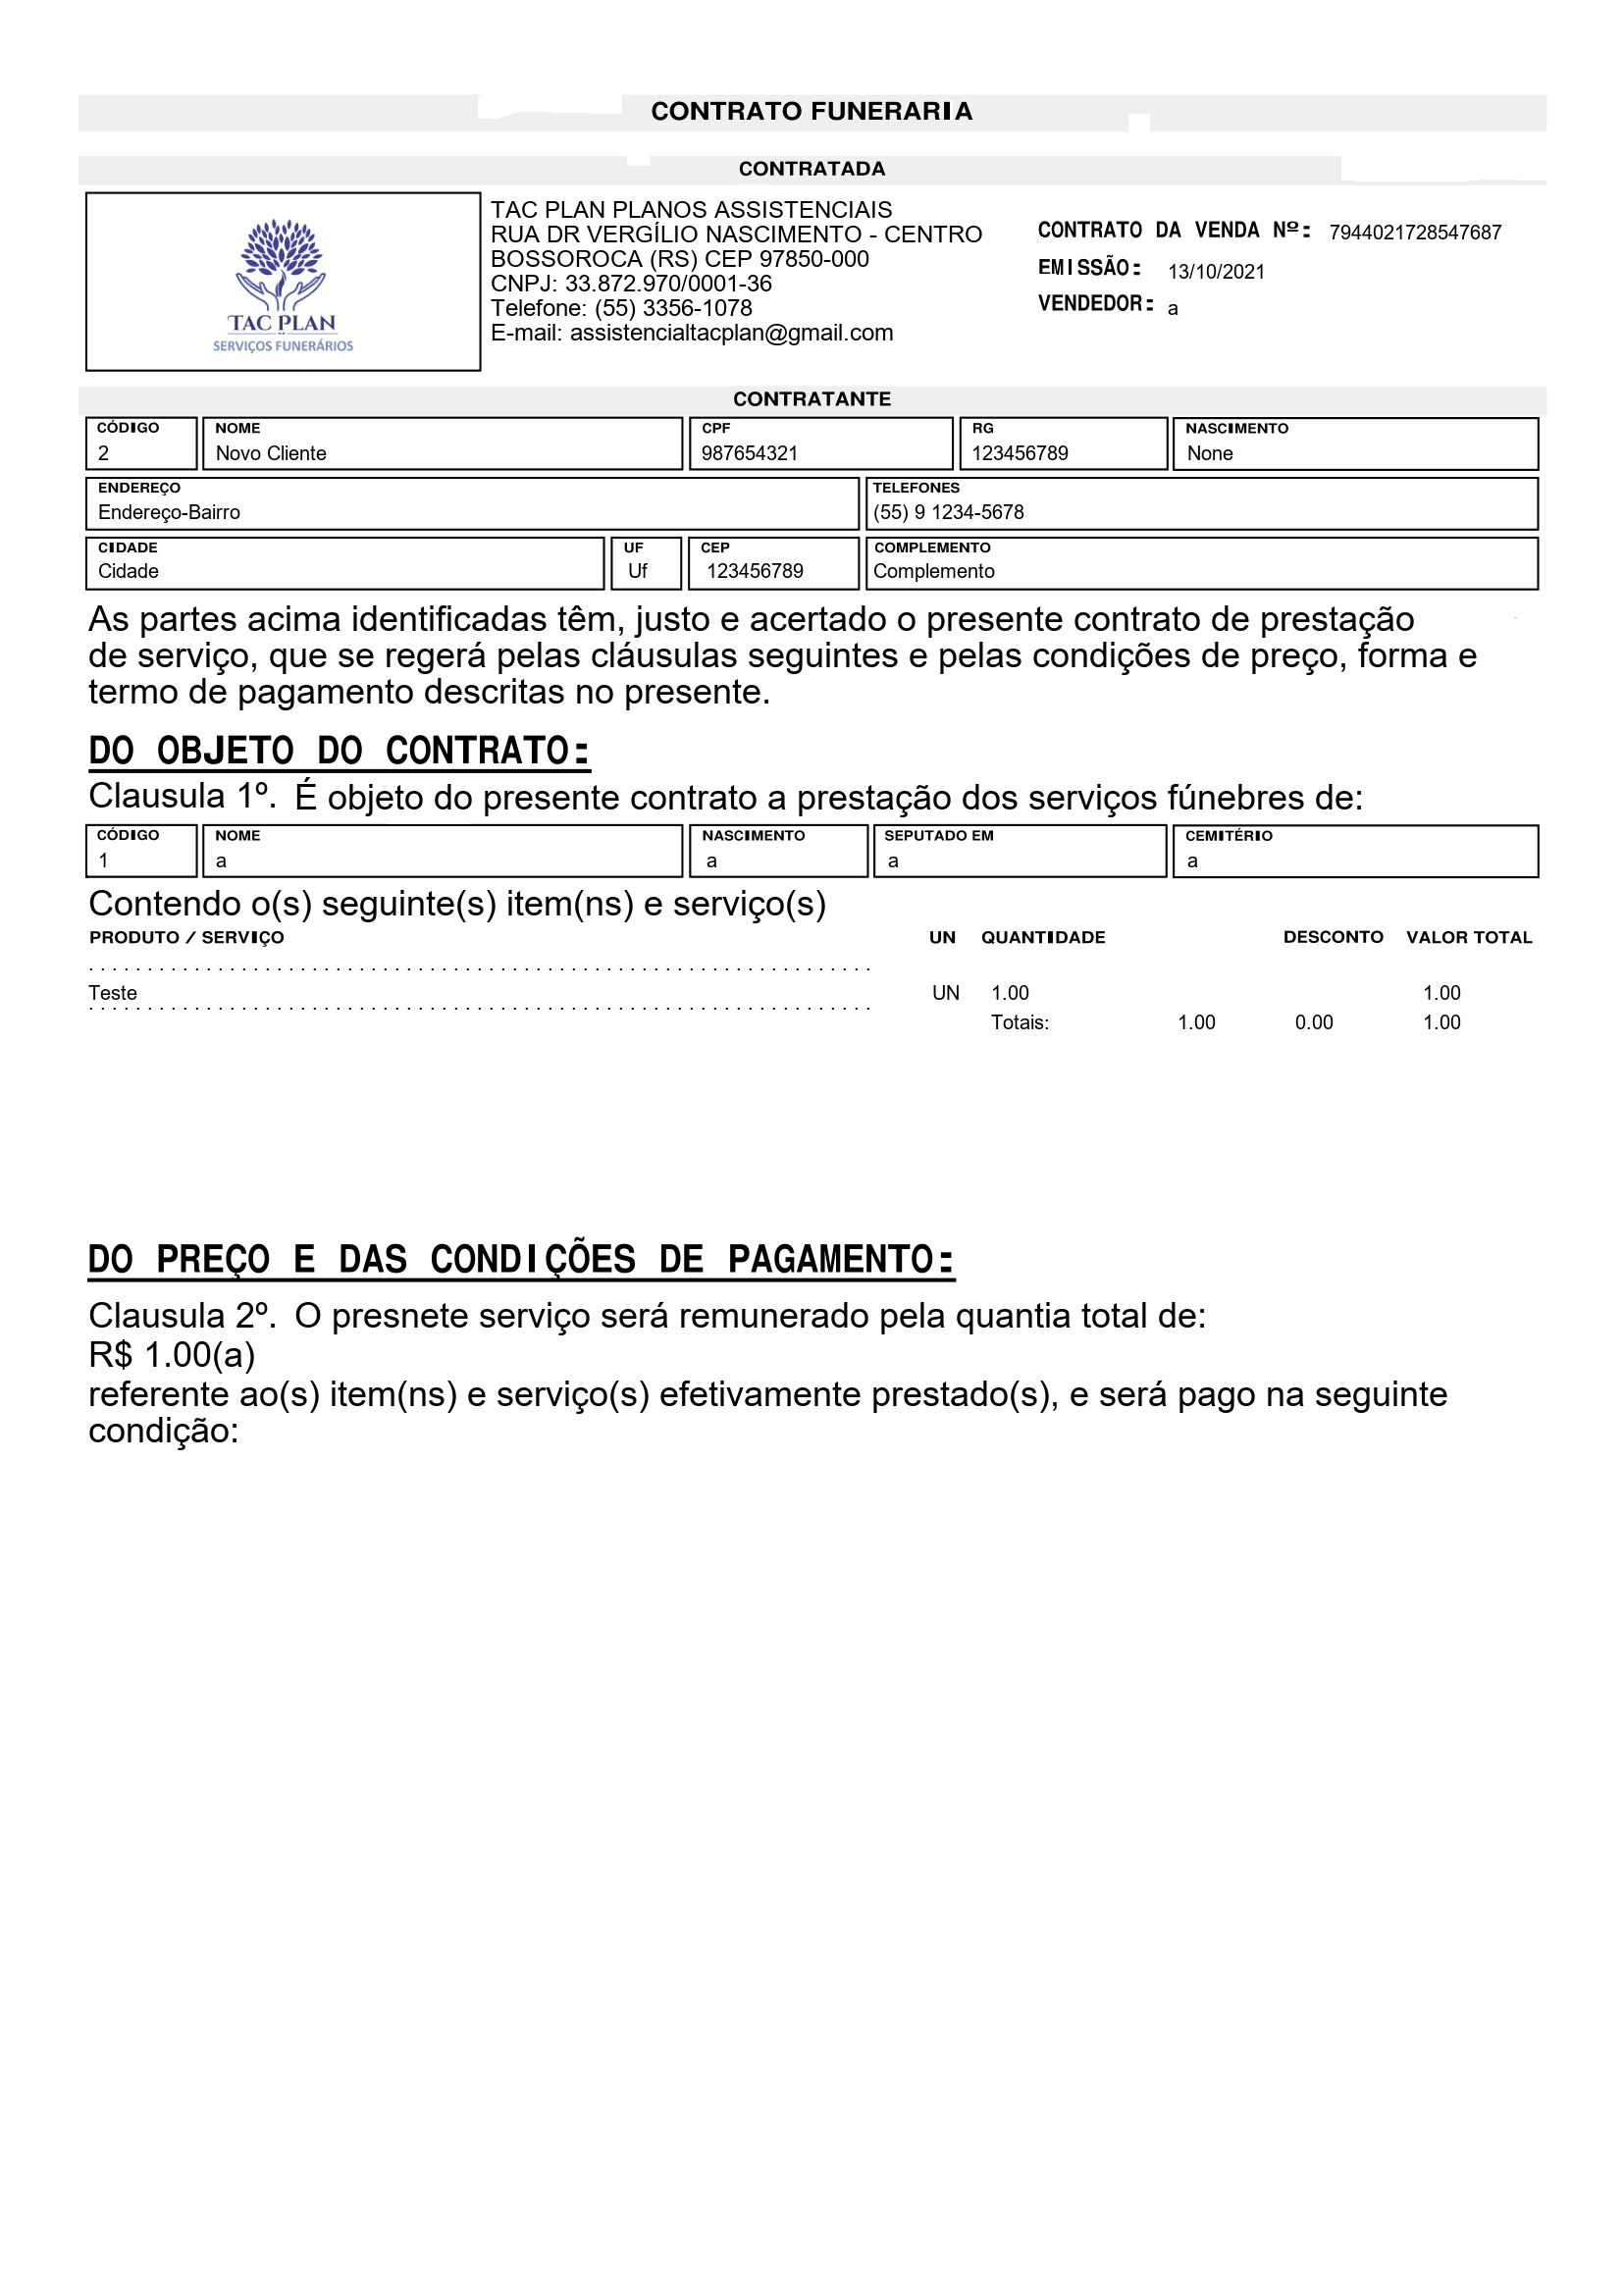 CONTRATO FUNERARIA
CONTRATADA
TAC PLAN
SERVIÇOS FUNERÁRIOS
TAC PLAN PLANOS ASSISTENCIAIS
RUA DR VERGÍLIO NASCIMENTO - CENTRO
BOSSOROCA (RS) CEP 97850-000
CNPJ: 33.872.970/0001-36
Telefone: (55) 3356-1078
E-mail: assistencialtacplan@gmail.com
CONTRATO DA VENDA Nº: 7944021728547687
EMISSÃO: 13/10/2021
VENDEDOR: a
CONTRATANTE
CÓDIGO NOME CPF RG NASCIMENTO
2 Novo Cliente 987654321 123456789 None
ENDEREÇO TELEFONES
Endereço-Bairro (55) 9 1234-5678
CIDADE UF CEP COMPLEMENTO
Cidade Uf 123456789 Complemento
As partes acima identificadas têm, justo e acertado o presente contrato de prestação
de serviço, que se regerá pelas cláusulas seguintes e pelas condições de preço, forma e
termo de pagamento descritas no presente.
DO OBJETO DO CONTRATO:
Clausula 1º. É objeto do presente contrato a prestação dos serviços fúnebres de:
CÓDIGO NOME NASCIMENTO SEPUTADO EM CEMITÉRIO
1 a a a a
Contendo o(s) seguinte(s) item(ns) e serviço(s)
PRODUTO / SERVIÇO UN QUANTIDADE DESCONTO VALOR TOTAL
Teste UN 1.00 1.00
Totais: 1.00 0.00 1.00
DO PREÇO E DAS CONDIÇÕES DE PAGAMENTO:
Clausula 2º. O presnete serviço será remunerado pela quantia total de:
R$ 1.00(a)
referente ao(s) item(ns) e serviço(s) efetivamente prestado(s), e será pago na seguinte
condição: